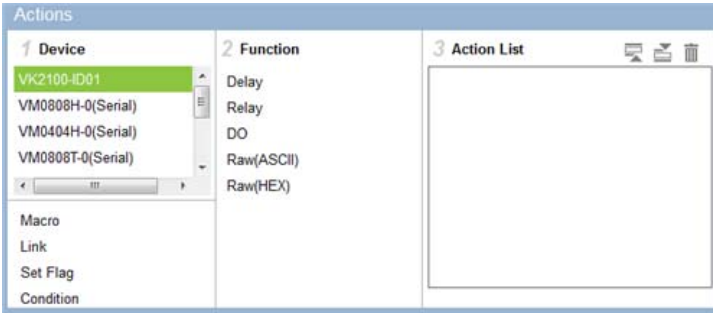 Actions
1 Device
VK2100-ID01
VM0808H-0(Serial)
VM0404H-0(Serial)
VM0808T-0(Serial)
Macro
Link
Set Flag
Condition
2 Function
Delay
Relay
DO
Raw(ASCII)
Raw(HEX)
3 Action List